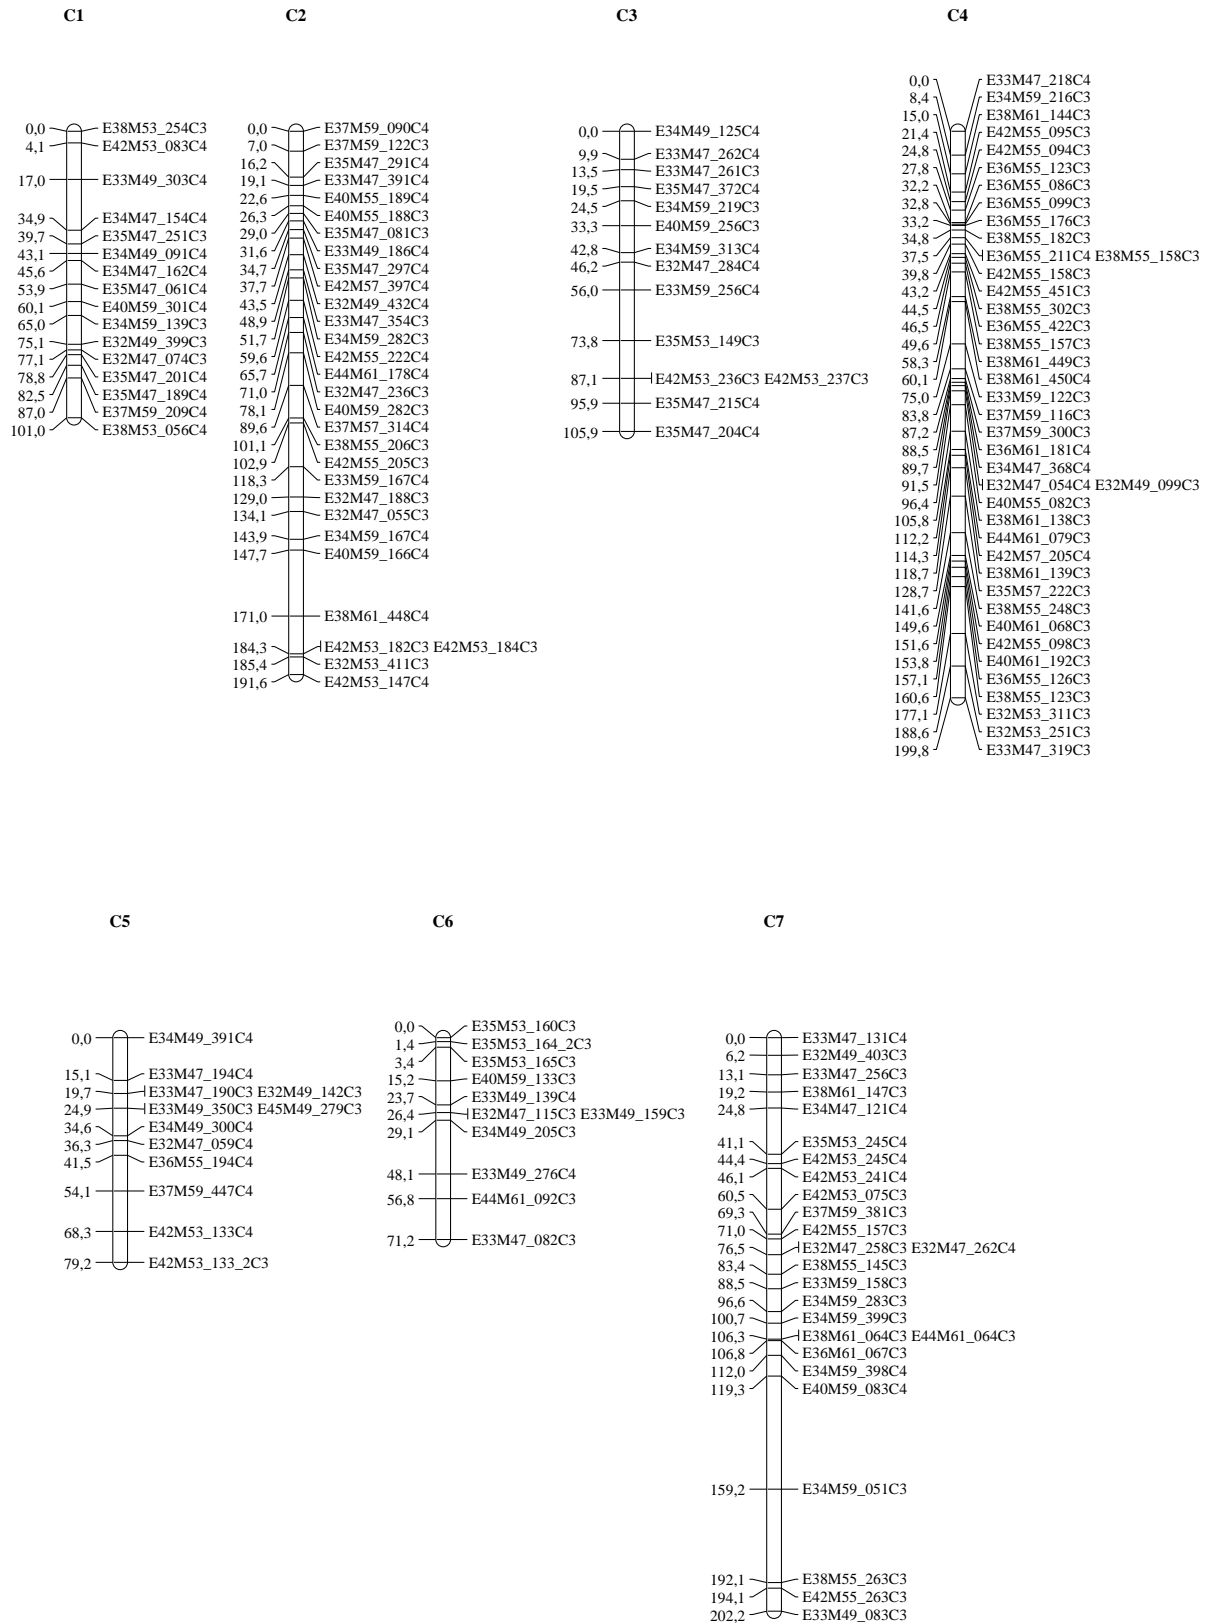 C1
0,0 E38M53_254C3
4,1 E42M53_083C4
17,0 E33M49_303C4
34,9 E34M47_154C4
39,7 E35M47_251C3
43,1 E34M49_091C4
45,6 E34M47_162C4
53,9 E35M47_061C4
60,1 E40M59_301C4
65,0 E34M59_139C3
75,1 E32M49_399C3
77,1 E32M47_074C3
78,8 E35M47_201C4
82,5 E35M47_189C4
87,0 E37M59_209C4
101,0 E38M53_056C4
C2
0,0 E37M59_090C4
7,0 E37M59_122C3
16,2 E35M47_291C4
19,1 E33M47_391C4
22,6 E40M55_189C4
26,3 E40M55_188C3
29,0 E35M47_081C3
31,6 E33M49_186C4
34,7 E35M47_297C4
37,7 E42M57_397C4
43,5 E32M49_432C4
48,9 E33M47_354C3
51,7 E34M59_282C3
59,6 E42M55_222C4
65,7 E44M61_178C4
71,0 E32M47_236C3
78,1 E40M59_282C3
89,6 E37M57_314C4
101,1 E38M55_206C3
102,9 E42M55_205C3
118,3 E33M59_167C4
129,0 E32M47_188C3
134,1 E32M47_055C3
143,9 E34M59_167C4
147,7 E40M59_166C4
171,0 E38M61_448C4
184,3 E42M53_182C3 E42M53_184C3
185,4 E32M53_411C3
191,6 E42M53_147C4
C3
0,0 E34M49_125C4
9,9 E33M47_262C4
13,5 E33M47_261C3
19,5 E35M47_372C4
24,5 E34M59_219C3
33,3 E40M59_256C3
42,8 E34M59_313C4
46,2 E32M47_284C4
56,0 E33M59_256C4
73,8 E35M53_149C3
87,1 E42M53_236C3 E42M53_237C3
95,9 E35M47_215C4
105,9 E35M47_204C4
C4
0,0 E33M47_218C4
8,4 E34M59_216C3
15,0 E38M61_144C3
21,4 E42M55_095C3
24,8 E42M55_094C3
27,8 E36M55_123C3
32,2 E36M55_086C3
32,8 E36M55_099C3
33,2 E36M55_176C3
34,8 E38M55_182C3
37,5 E36M55_211C4 E38M55_158C3
39,8 E42M55_158C3
43,2 E42M55_451C3
44,5 E38M55_302C3
46,5 E36M55_422C3
49,6 E38M55_157C3
58,3 E38M61_449C3
60,1 E38M61_450C4
75,0 E33M59_122C3
83,8 E37M59_116C3
87,2 E37M59_300C3
88,5 E36M61_181C4
89,7 E34M47_368C4
91,5 E32M47_054C4 E32M49_099C3
96,4 E40M55_082C3
105,8 E38M61_138C3
112,2 E44M61_079C3
114,3 E42M57_205C4
118,7 E38M61_139C3
128,7 E35M57_222C3
141,6 E38M55_248C3
149,6 E40M61_068C3
151,6 E42M55_098C3
153,8 E40M61_192C3
157,1 E36M55_126C3
160,6 E38M55_123C3
177,1 E32M53_311C3
188,6 E32M53_251C3
199,8 E33M47_319C3
C5
0,0 E34M49_391C4
15,1 E33M47_194C4
19,7 E33M47_190C3 E32M49_142C3
24,9 E33M49_350C3 E45M49_279C3
34,6 E34M49_300C4
36,3 E32M47_059C4
41,5 E36M55_194C4
54,1 E37M59_447C4
68,3 E42M53_133C4
79,2 E42M53_133_2C3
C6
0,0 E35M53_160C3
1,4 E35M53_164_2C3
3,4 E35M53_165C3
15,2 E40M59_133C3
23,7 E33M49_139C4
26,4 E32M47_115C3 E33M49_159C3
29,1 E34M49_205C3
48,1 E33M49_276C4
56,8 E44M61_092C3
71,2 E33M47_082C3
C7
0,0 E33M47_131C4
6,2 E32M49_403C3
13,1 E33M47_256C3
19,2 E38M61_147C3
24,8 E34M47_121C4
41,1 E35M53_245C4
44,4 E42M53_245C4
46,1 E42M53_241C4
60,5 E42M53_075C3
69,3 E37M59_381C3
71,0 E42M55_157C3
76,5 E32M47_258C3 E32M47_262C4
83,4 E38M55_145C3
88,5 E33M59_158C3
96,6 E34M59_283C3
100,7 E34M59_399C3
106,3 E38M61_064C3 E44M61_064C3
106,8 E36M61_067C3
112,0 E34M59_398C4
119,3 E40M59_083C4
159,2 E34M59_051C3
192,1 E38M55_263C3
194,1 E42M55_263C3
202,2 E33M49_083C3